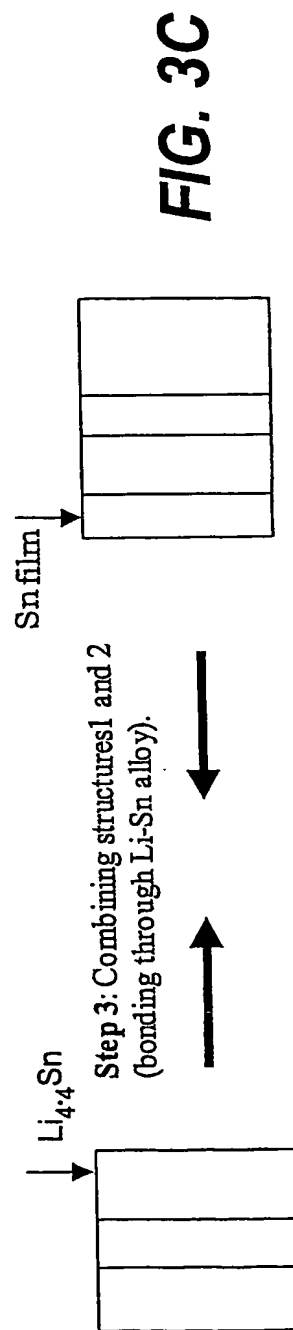 Li4.4Sn
Step 3: Combining structures1 and 2
(bonding through Li-Sn alloy).
Sn film
FIG. 3C